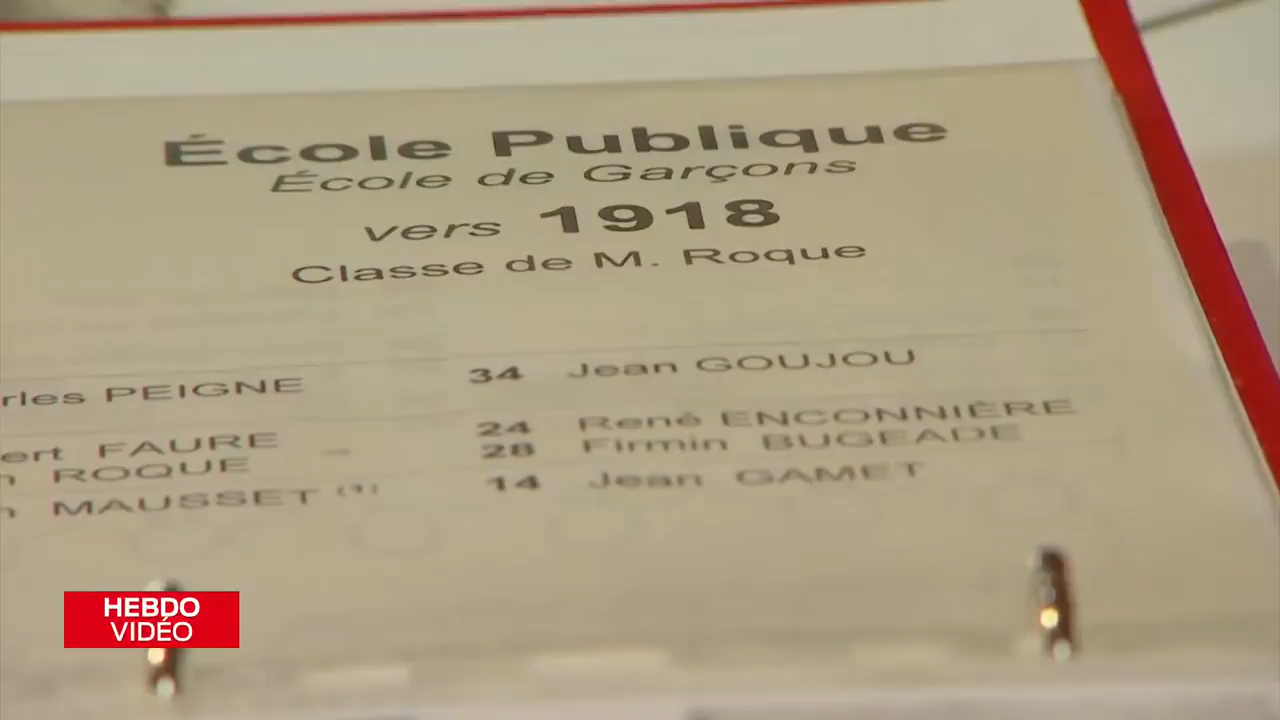 École Publique
École de Garçons
vers 1918
Classe de M. Roque
rles PEIGNE 34 Jean GOUJOU
ert FAURE 24 René ENCONNIÈRE
n ROQUE 28 Firmin BUGEADE
n MAUSSET (1) 14 Jean GAMET
HEBDO
VIDÉO